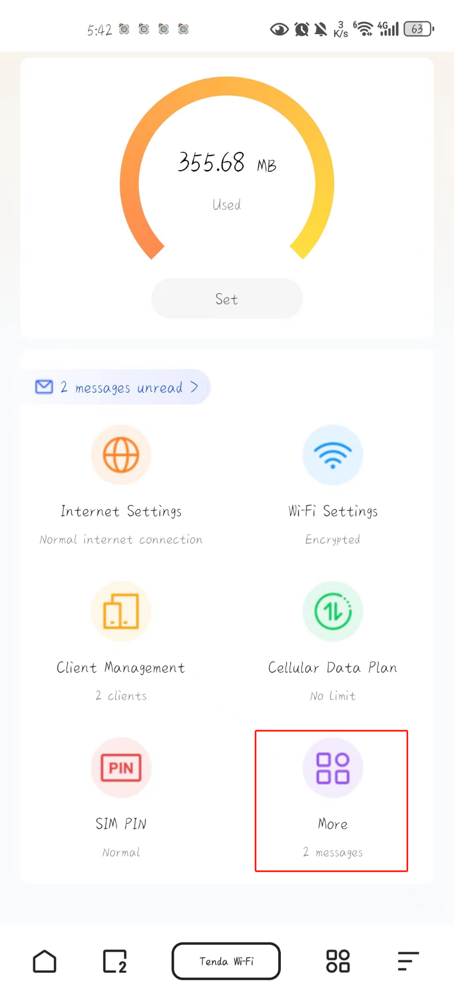 5:42 3 K/s 6 4G 63
355.68 MB
Used
Set
2 messages unread >
Internet Settings Wi-Fi Settings
Normal internet connection Encrypted
Client Management Cellular Data Plan
2 clients No Limit
PIN
SIM PIN More
Normal 2 messages
2 Tenda Wi-Fi